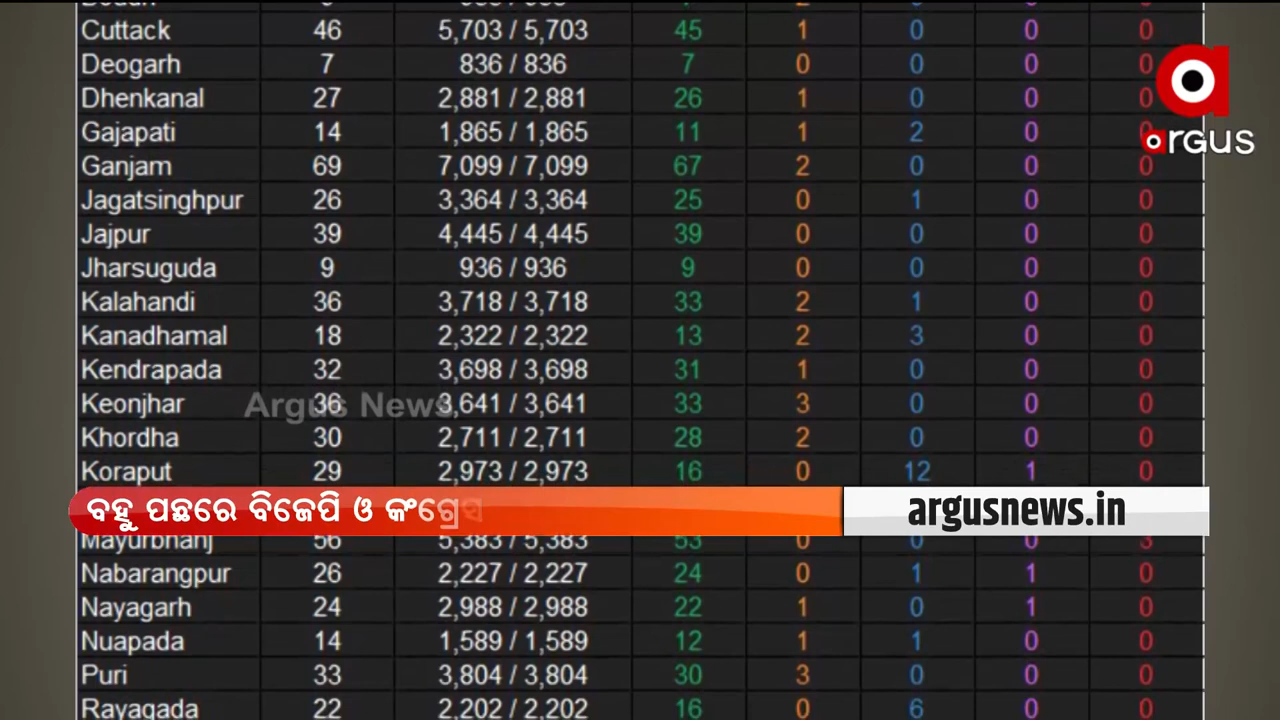 Cuttack 46 5,703 / 5,703 45 1 0 0 0
Deogarh 7 836 / 836 7 0 0 0 0
Dhenkanal 27 2,881 / 2,881 26 1 0 0 0
Gajapati 14 1,865 / 1,865 11 1 2 0 0
argus
Ganjam 69 7,099 / 7,099 67 2 0 0 0
Jagatsinghpur 26 3,364 / 3,364 25 0 1 0 0
Jajpur 39 4,445 / 4,445 39 0 0 0 0
Jharsuguda 9 936 / 936 9 0 0 0 0
Kalahandi 36 3,718 / 3,718 33 2 1 0 0
Kanadhamal 18 2,322 / 2,322 13 2 3 0 0
Kendrapada 32 3,698 / 3,698 31 1 0 0 0
Keonjhar 36 3,641 / 3,641 33 3 0 0 0
Argus News
Khordha 30 2,711 / 2,711 28 2 0 0 0
Koraput 29 2,973 / 2,973 16 0 12 1 0
ବହୁ ପଛରେ ବିଜେପି ଓ କଂଗ୍ରେସ
argusnews.in
Mayurbhanj 56 5,383 / 5,383 53 0 0 0 3
Nabarangpur 26 2,227 / 2,227 24 0 1 1 0
Nayagarh 24 2,988 / 2,988 22 1 0 1 0
Nuapada 14 1,589 / 1,589 12 1 1 0 0
Puri 33 3,804 / 3,804 30 3 0 0 0
Rayagada 22 2,202 / 2,202 16 0 6 0 0